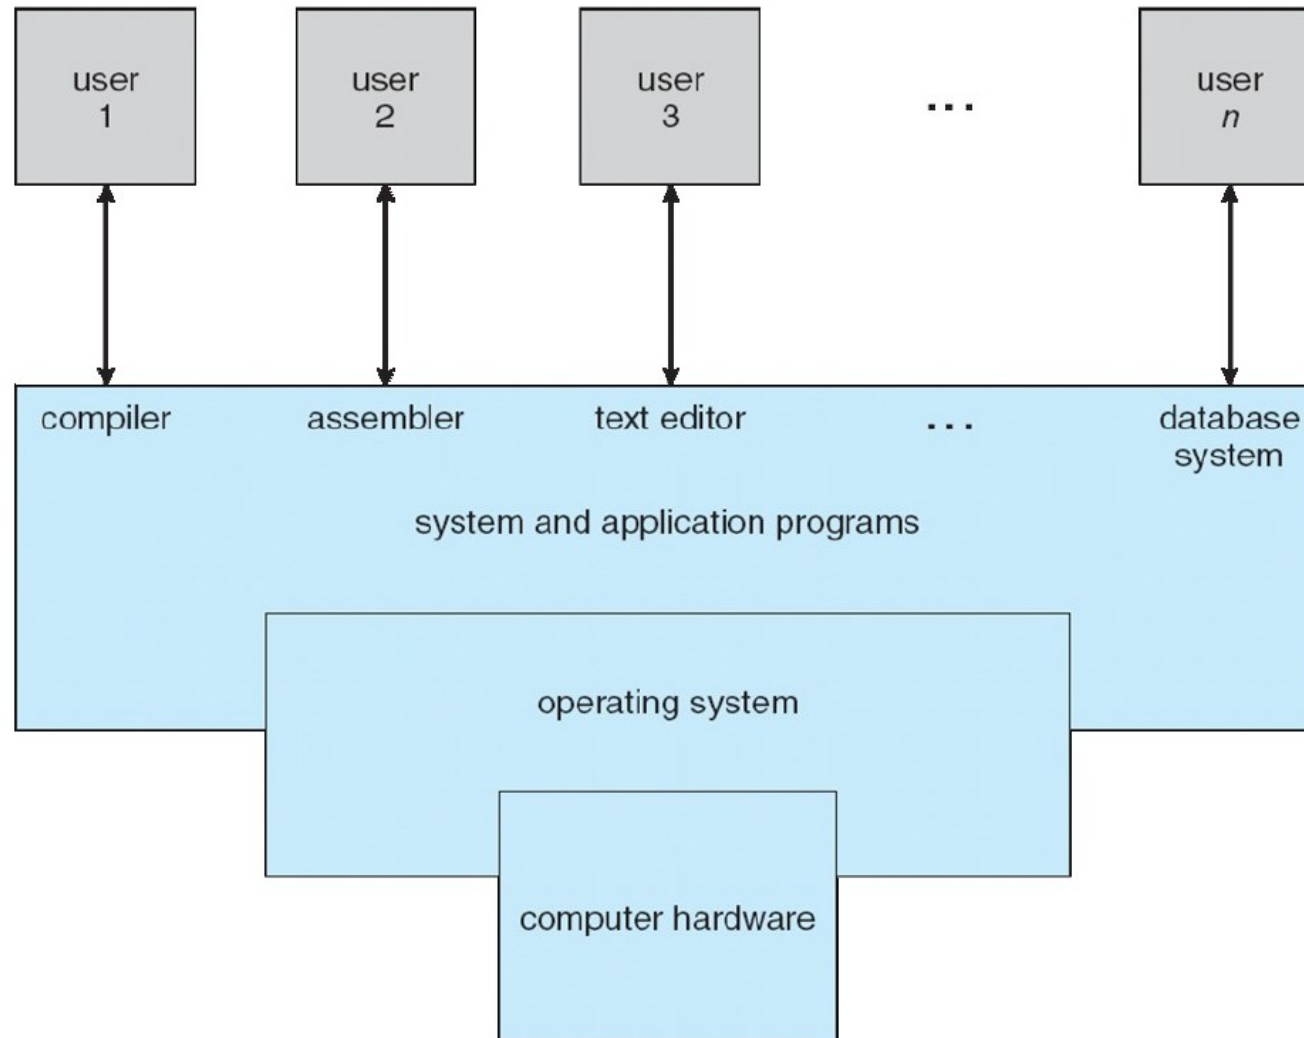 user
1
user
2
user
3
...
user
n
compiler
assembler
text editor
...
database
system
system and application programs
operating system
computer hardware